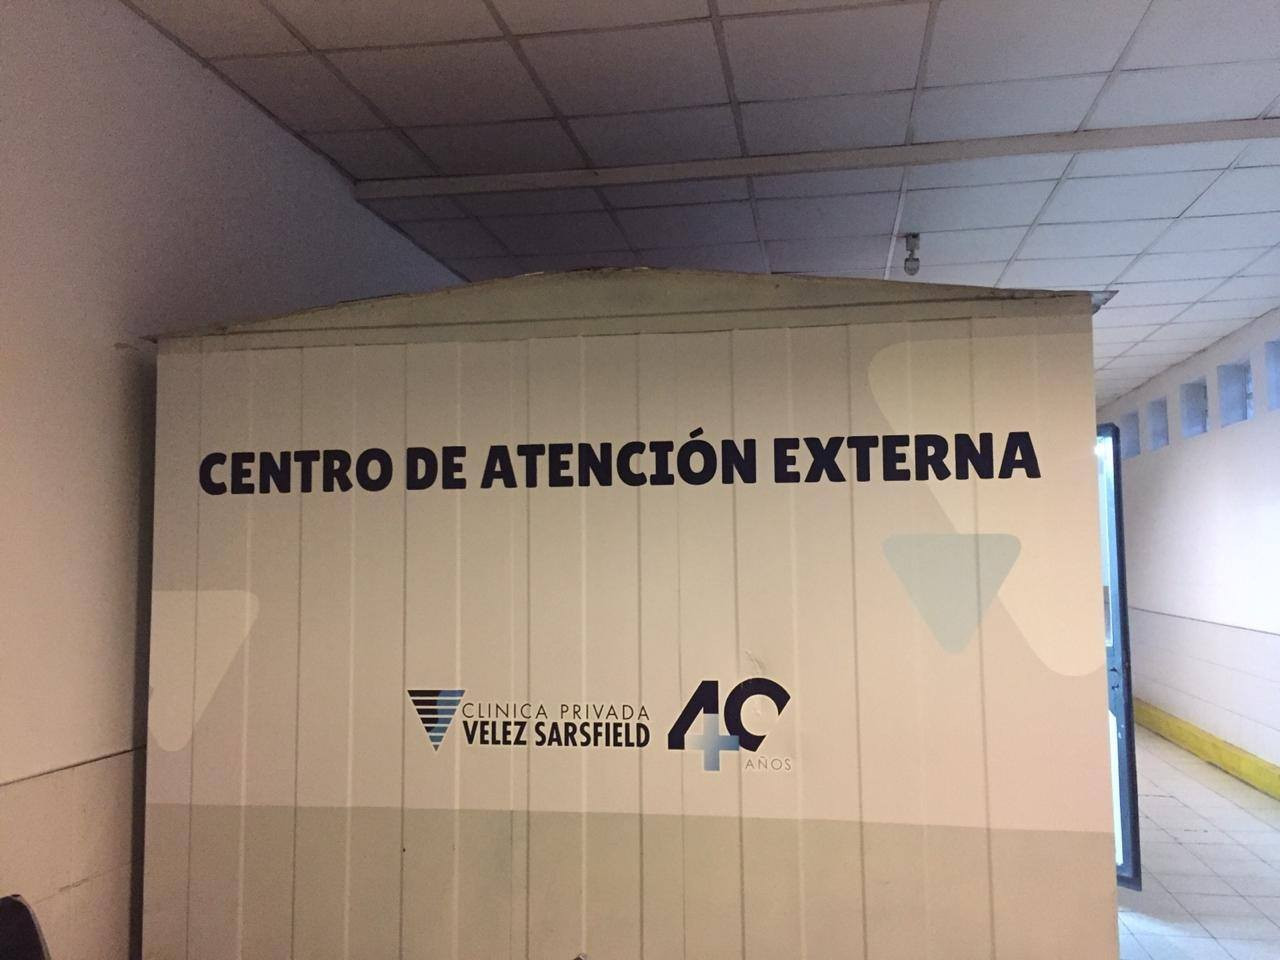 CENTRO DE ATENCIÓN EXTERNA
CLINICA PRIVADA
VELEZ SARSFIELD
40
AÑOS